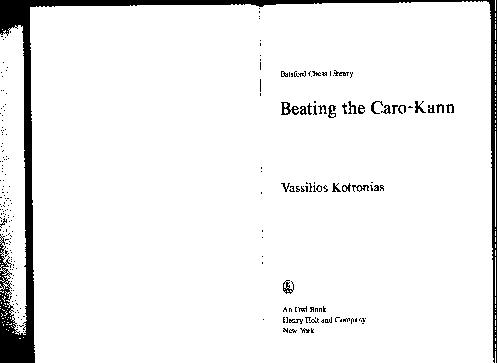 Batsford Chess Library
Beating the Caro-Kann
Vassilios Kotronias
An Owl Book
Henry Holt and Company
New York